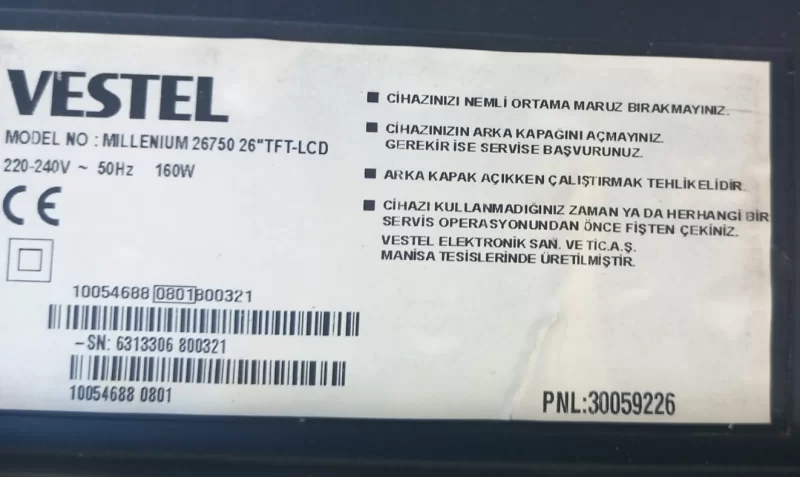 VESTEL
MODEL NO : MILLENIUM 26750 26"TFT-LCD
220-240V ~ 50Hz 160W
CE
10054688 0801 800321
-SN: 6313306 800321
10054688 0801
■ CİHAZINIZI NEMLİ ORTAMA MARUZ BIRAKMAYINIZ.
■ CİHAZINIZIN ARKA KAPAĞINI AÇMAYINIZ.
GEREKİR İSE SERVİSE BAŞVURUNUZ.
■ ARKA KAPAK AÇIKKEN ÇALIŞTIRMAK TEHLİKELİDİR.
■ CİHAZI KULLANMADIĞINIZ ZAMAN YA DA HERHANGİ BİR
SERVİS OPERASYONUNDAN ÖNCE FİŞTEN ÇEKİNİZ.
VESTEL ELEKTRONİK SAN. VE TİC.A.Ş.
MANİSA TESİSLERİNDE ÜRETİLMİŞTİR.
PNL:30059226